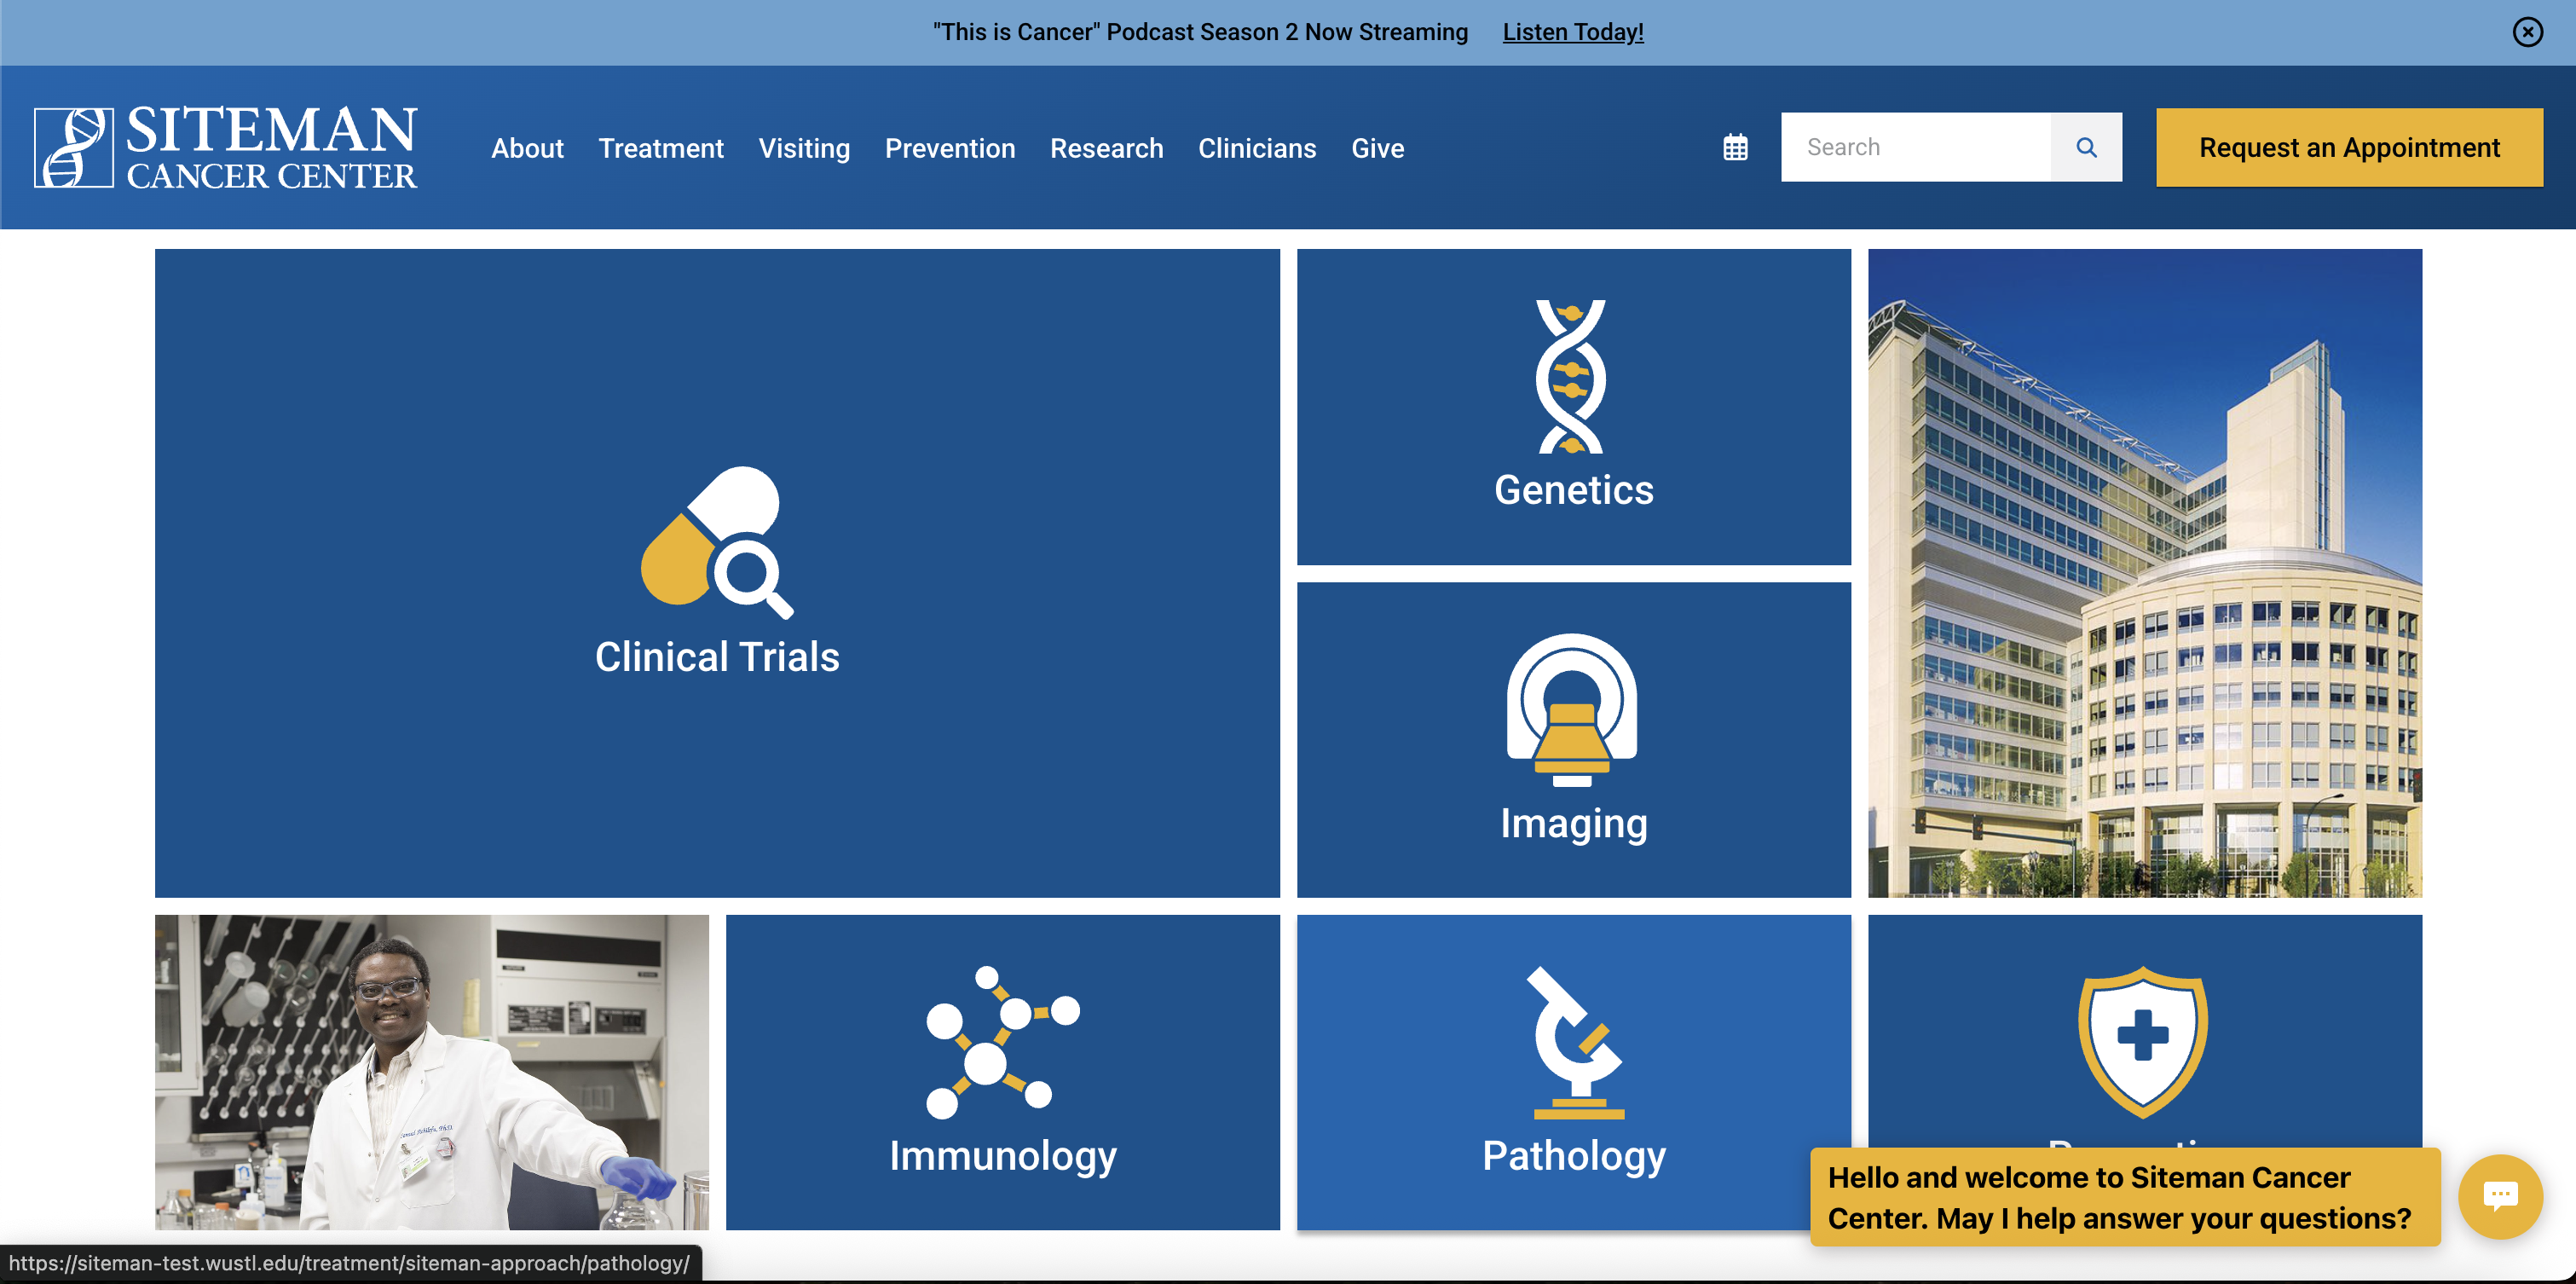 "This is Cancer" Podcast Season 2 Now Streaming Listen Today!
SITEMAN
CANCER CENTER
About Treatment Visiting Prevention Research Clinicians Give
Search
Request an Appointment
Clinical Trials
Genetics
Imaging
Immunology
Pathology
Hello and welcome to Siteman Cancer
Center. May I help answer your questions?
https://siteman-test.wustl.edu/treatment/siteman-approach/pathology/